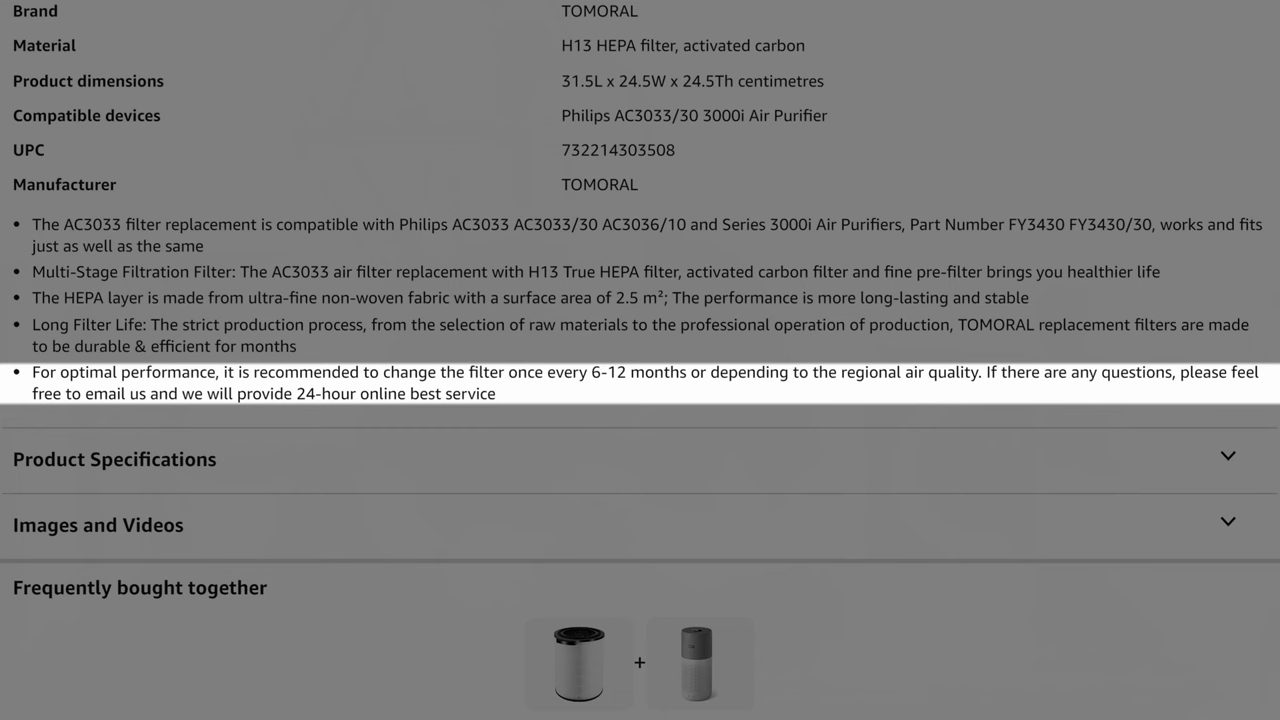 Brand TOMORAL
Material H13 HEPA filter, activated carbon
Product dimensions 31.5L x 24.5W x 24.5Th centimetres
Compatible devices Philips AC3033/30 3000i Air Purifier
UPC 732214303508
Manufacturer TOMORAL
• The AC3033 filter replacement is compatible with Philips AC3033 AC3033/30 AC3036/10 and Series 3000i Air Purifiers, Part Number FY3430 FY3430/30, works and fits
just as well as the same
• Multi-Stage Filtration Filter: The AC3033 air filter replacement with H13 True HEPA filter, activated carbon filter and fine pre-filter brings you healthier life
• The HEPA layer is made from ultra-fine non-woven fabric with a surface area of 2.5 m²; The performance is more long-lasting and stable
• Long Filter Life: The strict production process, from the selection of raw materials to the professional operation of production, TOMORAL replacement filters are made
to be durable & efficient for months
• For optimal performance, it is recommended to change the filter once every 6-12 months or depending to the regional air quality. If there are any questions, please feel
free to email us and we will provide 24-hour online best service
Product Specifications
Images and Videos
Frequently bought together
+